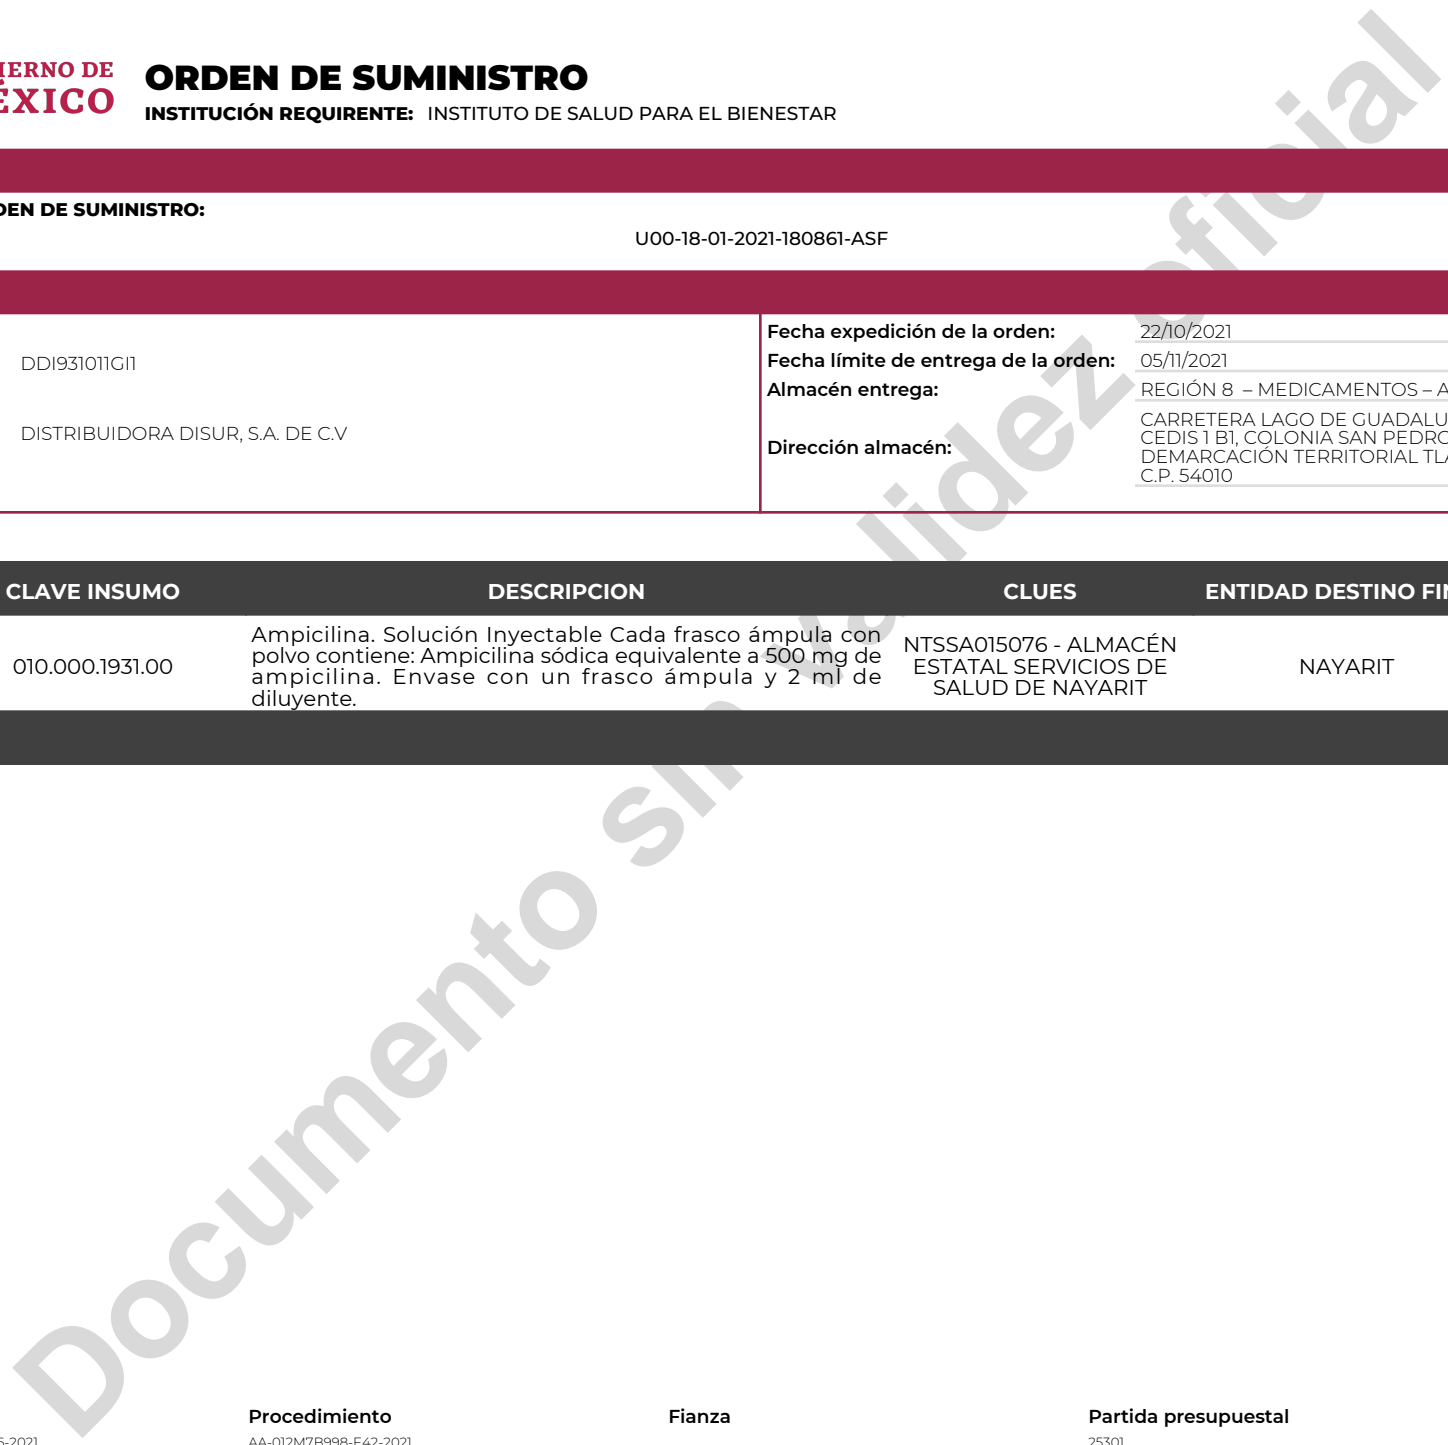 ORDEN DE SUMINISTRO
INSTITUCIÓN REQUIRENTE: INSTITUTO DE SALUD PARA EL BIENESTAR
DE
ÉXICO
DE SUMINISTRO:
U00-18-01-2021-180861-ASF
DDI931011GI1
DISTRIBUIDORA DISUR, S.A. DE C.V
Fecha expedición de la orden: 22/10/2021
Fecha límite de entrega de la orden: 05/11/2021
Almacén entrega: REGIÓN 8 – MEDICAMENTOS – A
Dirección almacén:
CARRETERA LAGO DE GUADALU
CEDIS 1 B1, COLONIA SAN PEDRO
DEMARCACIÓN TERRITORIAL TLA
C.P. 54010
CLAVE INSUMO DESCRIPCION CLUES ENTIDAD DESTINO FIN
010.000.1931.00
Ampicilina. Solución Inyectable Cada frasco ámpula con
polvo contiene: Ampicilina sódica equivalente a 500 mg de
ampicilina. Envase con un frasco ámpula y 2 ml de
diluyente.
NTSSA015076 - ALMACÉN
ESTATAL SERVICIOS DE
SALUD DE NAYARIT
NAYARIT
Documento sin validez oficial
Procedimiento Fianza Partida presupuestal
-2021 AA-012M7B998-E42-2021 25301